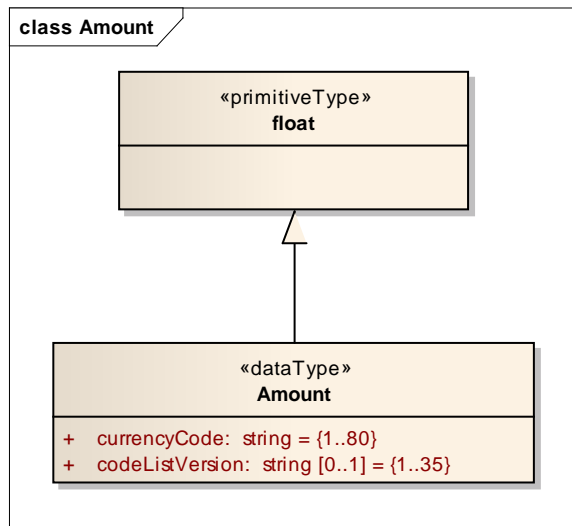 class Amount
«primitiveType»
float
«dataType»
Amount
+ currencyCode: string = {1..80}
+ codeListVersion: string [0..1] = {1..35}